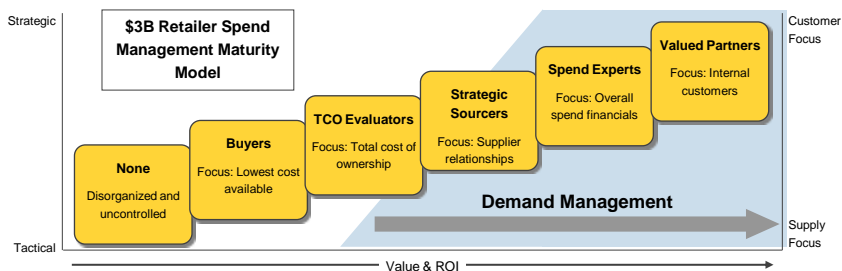 Strategic
$3B Retailer Spend
Management Maturity
Model
Customer
Focus
Valued Partners
Focus: Internal
customers
Spend Experts
Focus: Overall
spend financials
Strategic
Sourcers
Focus: Supplier
relationships
TCO Evaluators
Focus: Total cost of
ownership
Buyers
Focus: Lowest cost
available
None
Disorganized and
uncontrolled
Demand Management
Supply
Focus
Tactical
Value & ROI